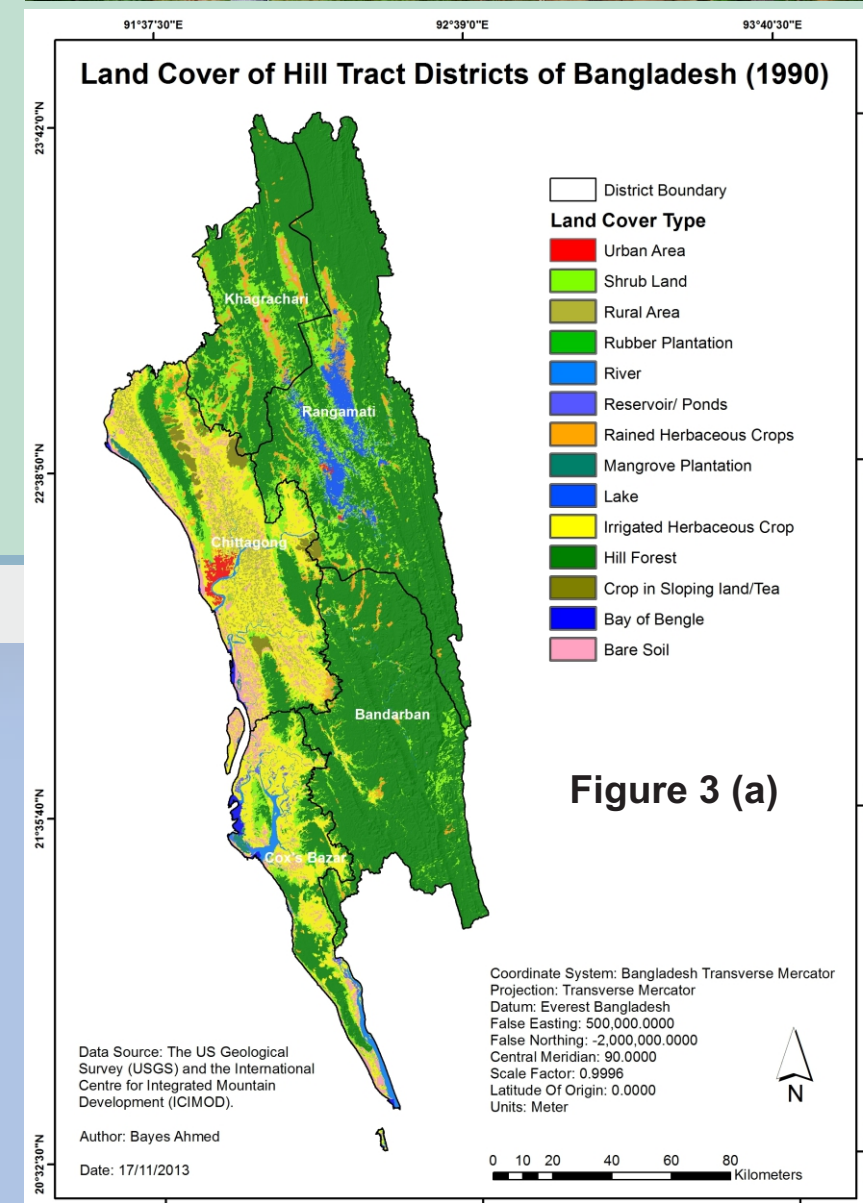 91°37'30"E 92°39'0"E 93°40'30"E
Land Cover of Hill Tract Districts of Bangladesh (1990)
23°42'0"N
22°38'50"N
21°35'40"N
20°32'30"N
District Boundary
Land Cover Type
Urban Area
Shrub Land
Rural Area
Rubber Plantation
River
Reservoir/ Ponds
Rained Herbaceous Crops
Mangrove Plantation
Lake
Irrigated Herbaceous Crop
Hill Forest
Crop in Sloping land/Tea
Bay of Bengle
Bare Soil
Khagrachari
Rangamati
Chittagong
Bandarban
Cox's Bazar
Figure 3 (a)
Coordinate System: Bangladesh Transverse Mercator
Projection: Transverse Mercator
Datum: Everest Bangladesh
False Easting: 500,000.0000
False Northing: -2,000,000.0000
Central Meridian: 90.0000
Scale Factor: 0.9996
Latitude Of Origin: 0.0000
Units: Meter
N
Data Source: The US Geological
Survey (USGS) and the International
Centre for Integrated Mountain
Development (ICIMOD).
Author: Bayes Ahmed
Date: 17/11/2013
0 10 20 40 60 80
Kilometers